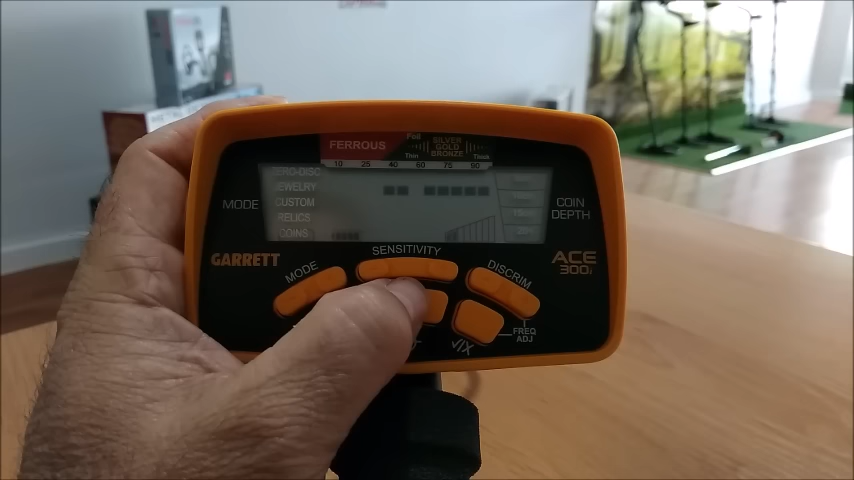 FERROUS
Foil
SILVER
GOLD
BRONZE
Thin
Thick
10 25 40 60 75 90
ZERO-DISC
JEWELRY
CUSTOM
RELICS
COINS
MODE
COIN
DEPTH
GARRETT
SENSITIVITY
ACE
300i
MODE
DISCRIM
FREQ
ADJ